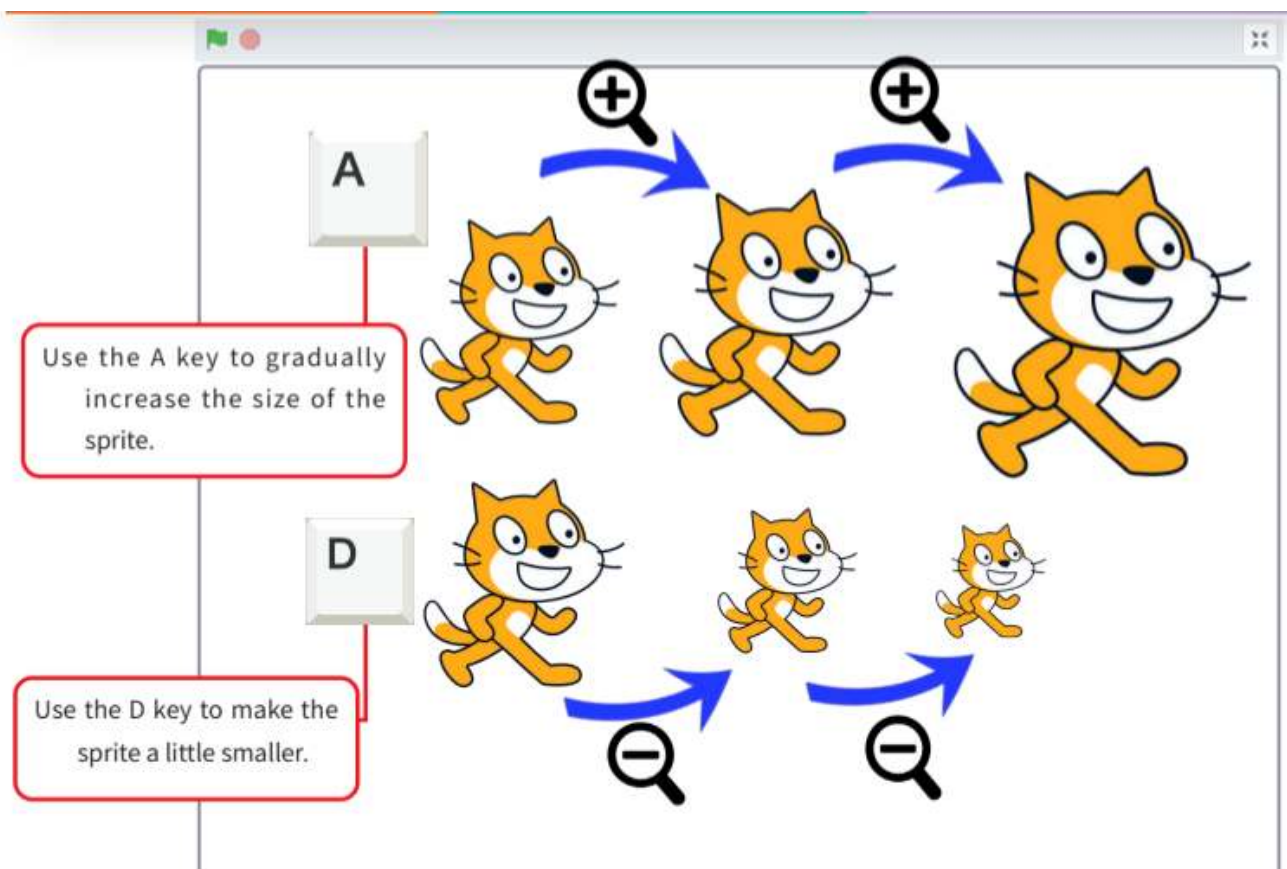 A
Use the A key to gradually
increase the size of the
sprite.
D
Use the D key to make the
sprite a little smaller.